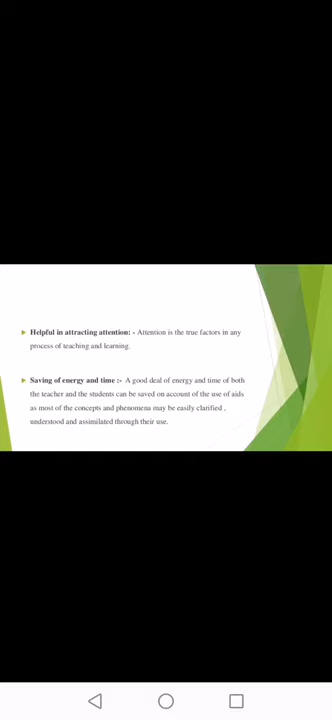 Helpful in attracting attention: - Attention is the true factors in any
process of teaching and learning.
Saving of energy and time :- A good deal of energy and time of both
the teacher and the students can be saved on account of the use of aids
as most of the concepts and phenomena may be easily clarified ,
understood and assimilated through their use.